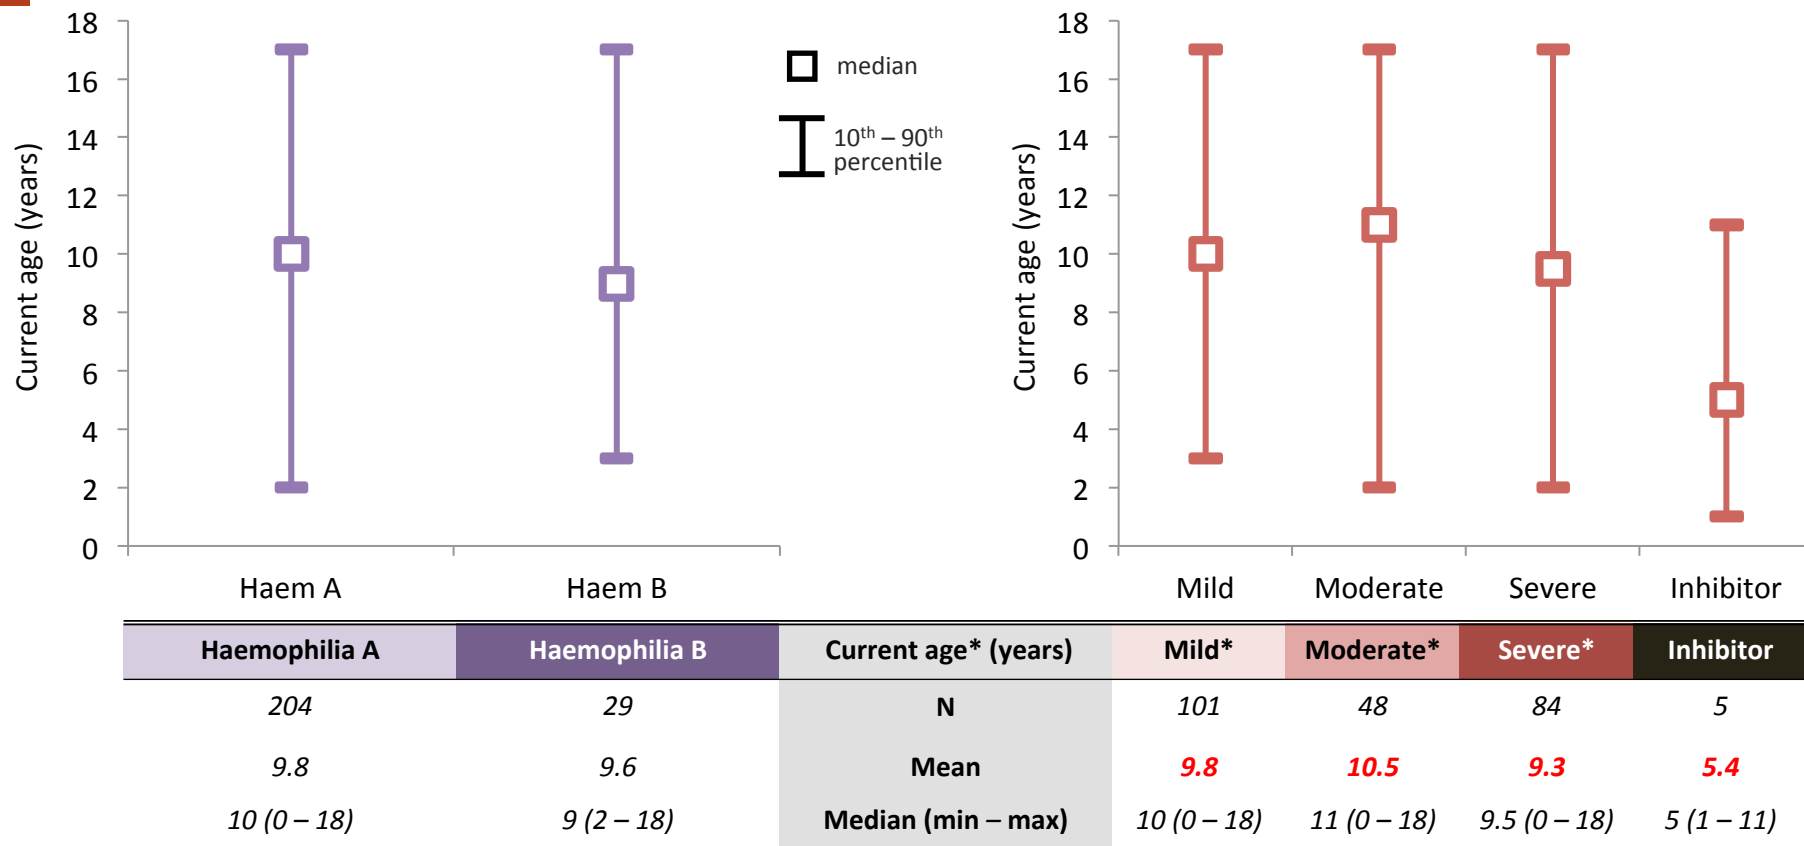 18
16
14
12
10
8
6
4
2
0
Current age (years)
Haem A
Haem B
median
10th – 90th
percentile
18
16
14
12
10
8
6
4
2
0
Current age (years)
Mild
Moderate
Severe
Inhibitor
Haemophilia A Haemophilia B Current age* (years) Mild* Moderate* Severe* Inhibitor
204 29 N 101 48 84 5
9.8 9.6 Mean 9.8 10.5 9.3 5.4
10 (0 – 18) 9 (2 – 18) Median (min – max) 10 (0 – 18) 11 (0 – 18) 9.5 (0 – 18) 5 (1 – 11)